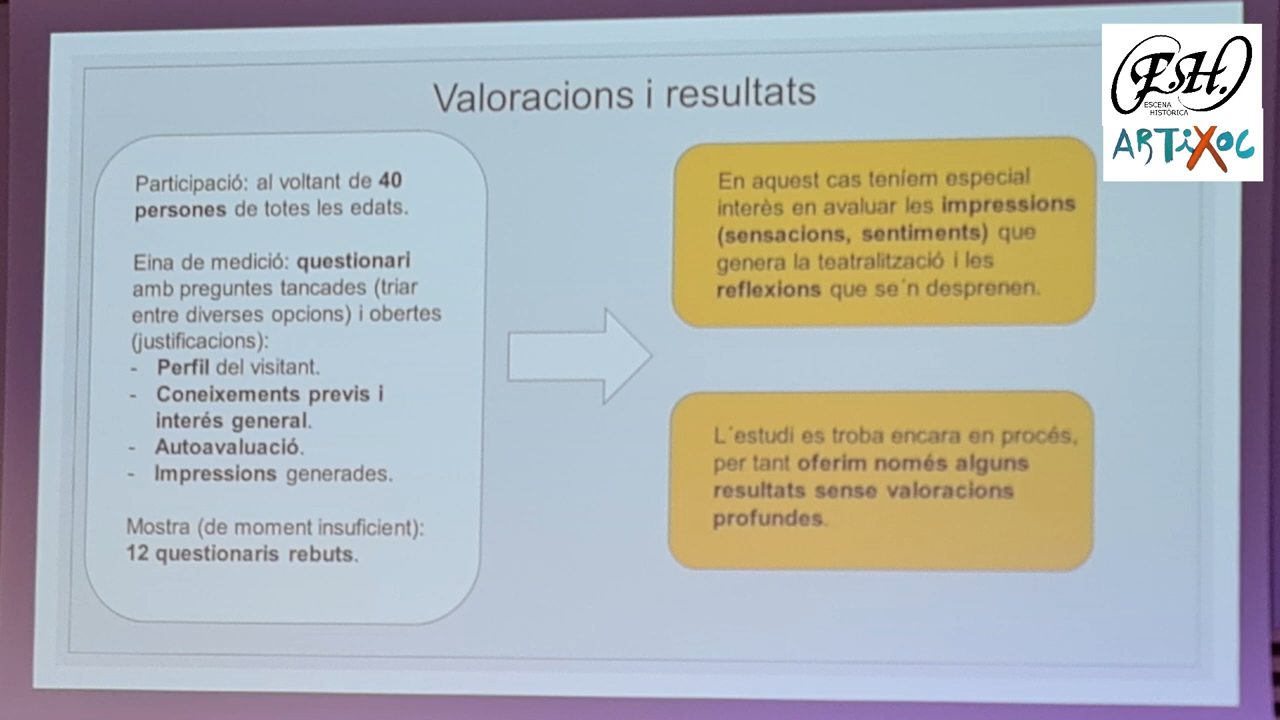 Valoracions i resultats
Participació: al voltant de 40
persones de totes les edats.
Eina de medició: questionari
amb preguntes tancades (triar
entre diverses opcions) i obertes
(justificacions):
- Perfil del visitant.
- Coneixements previs i
interés general.
- Autoavaluació.
- Impressions generades.
Mostra (de moment insuficient):
12 questionaris rebuts.
En aquest cas teníem especial
interès en avaluar les impressions
(sensacions, sentiments) que
genera la teatralització i les
reflexions que se´n desprenen.
L´estudi es troba encara en procés,
per tant oferim només alguns
resultats sense valoracions
profundes.
E.S.H.
ESCENA
HISTÒRICA
ARTiXOC